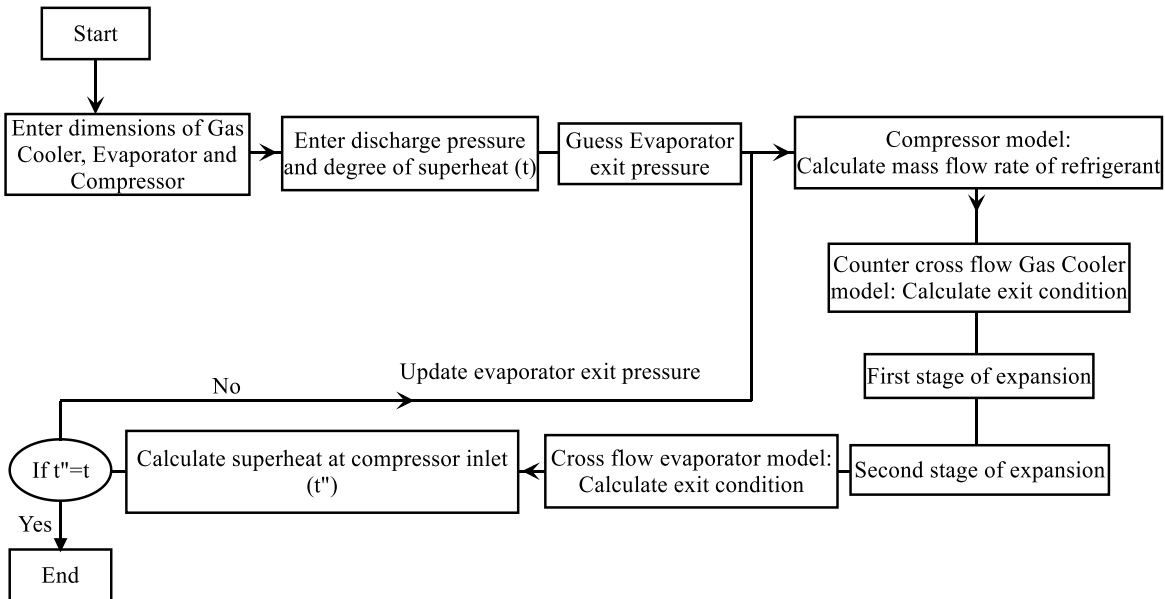 Start
Enter dimensions of Gas
Cooler, Evaporator and
Compressor
Enter discharge pressure
and degree of superheat (t)
Guess Evaporator
exit pressure
Compressor model:
Calculate mass flow rate of refrigerant
Counter cross flow Gas Cooler
model: Calculate exit condition
First stage of expansion
Second stage of expansion
Cross flow evaporator model:
Calculate exit condition
Calculate superheat at compressor inlet
(t")
If t"=t
No
Update evaporator exit pressure
Yes
End